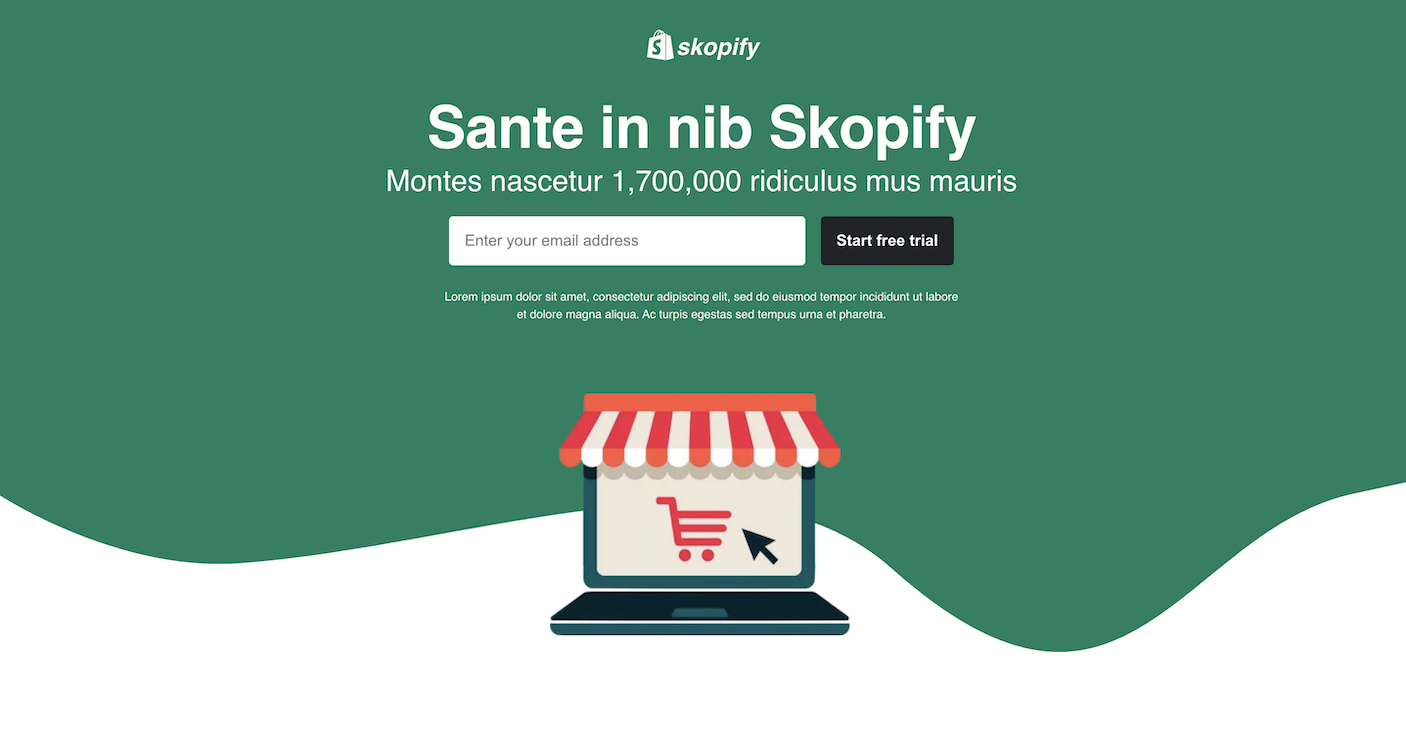 skopify
Sante in nib Skopify
Montes nascetur 1,700,000 ridiculus mus mauris
Enter your email address
Start free trial
Lorem ipsum dolor sit amet, consectetur adipiscing elit, sed do eiusmod tempor incididunt ut labore
et dolore magna aliqua. Ac turpis egestas sed tempus urna et pharetra.